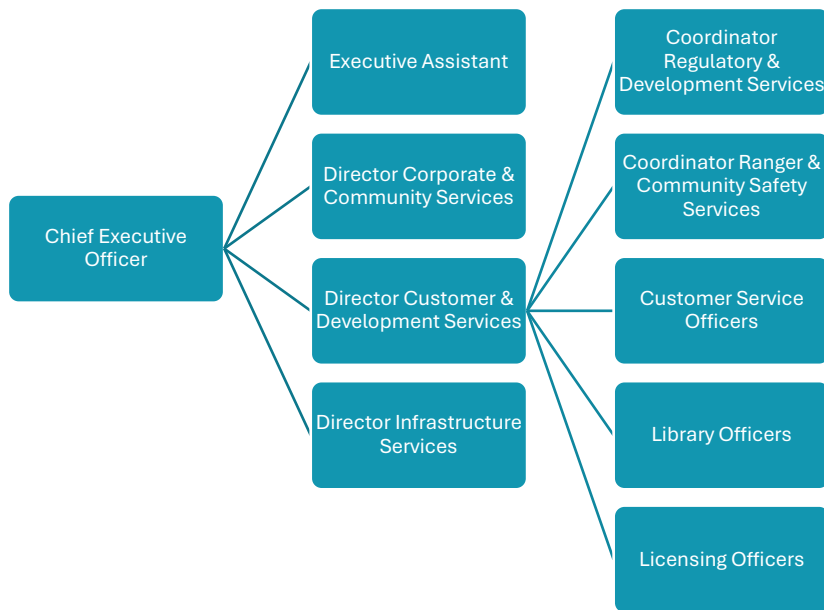 Chief Executive
Officer
Executive Assistant
Director Corporate &
Community Services
Director Customer &
Development Services
Director Infrastructure
Services
Coordinator
Regulatory &
Development Services
Coordinator Ranger &
Community Safety
Services
Customer Service
Officers
Library Officers
Licensing Officers